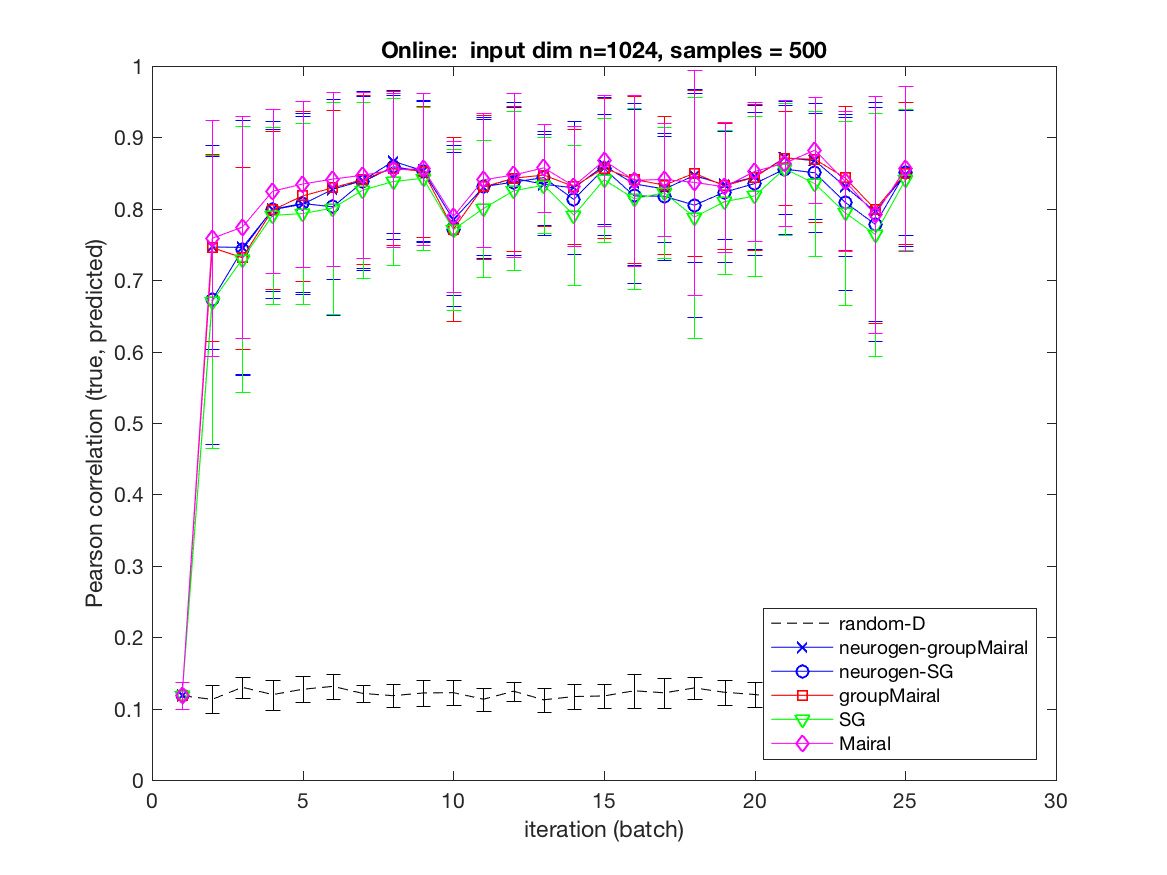 Online:  input dim n=1024, samples = 500
Pearson correlation (true, predicted)
1
0.9
0.8
0.7
0.6
0.5
0.4
0.3
0.2
0.1
0
random-D
neurogen-groupMairal
neurogen-SG
groupMairal
SG
Mairal
0 5 10 15 20 25 30
iteration (batch)